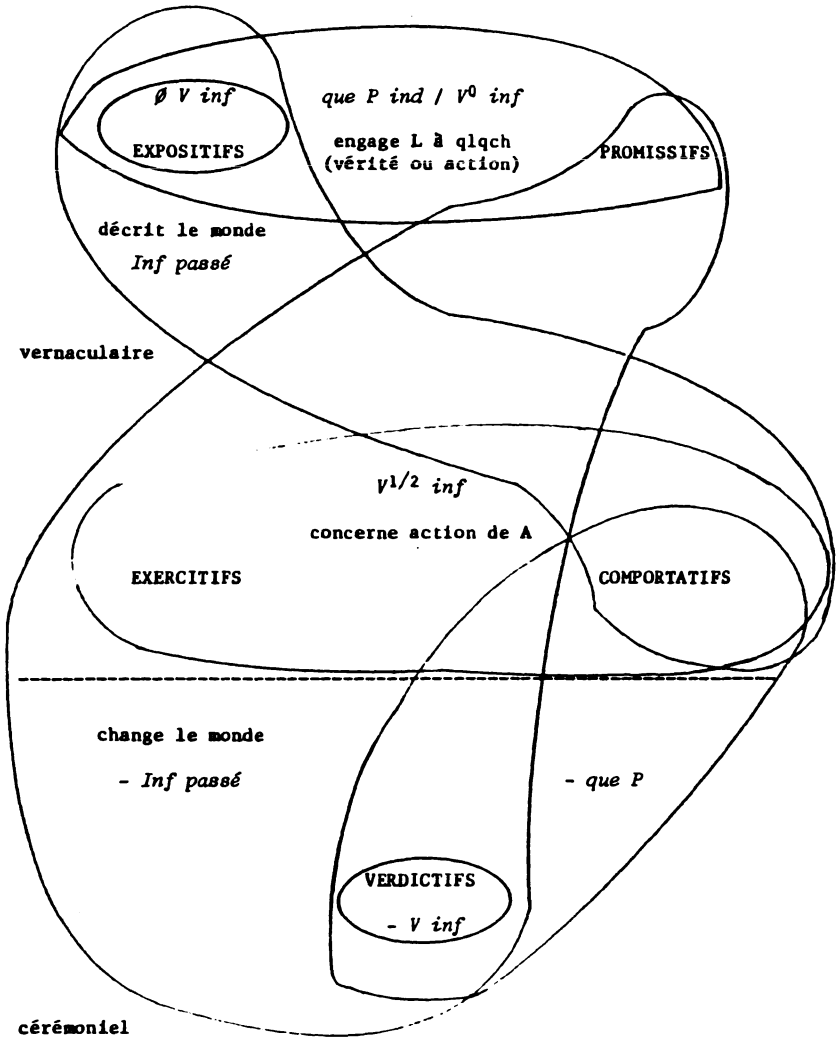 ø V inf
que P ind / V⁰ inf
EXPOSITIFS
engage L à qlqch
(vérité ou action)
PROMISSIFS
décrit le monde
Inf passé
vernaculaire
V¹/² inf
concerne action de A
EXERCITIFS
COMPORTATIFS
change le monde
- Inf passé
- que P
VERDICTIFS
- V inf
cérémoniel